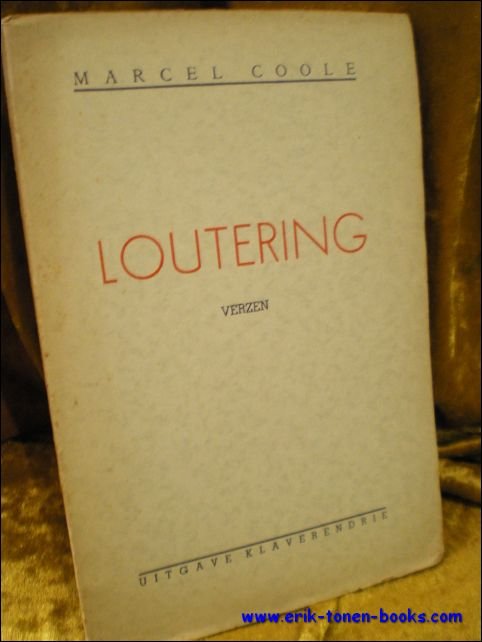 MARCEL COOLE
LOUTERING
VERZEN
UITGAVE KLAVERENDRIE
www.erik-tonen-books.com